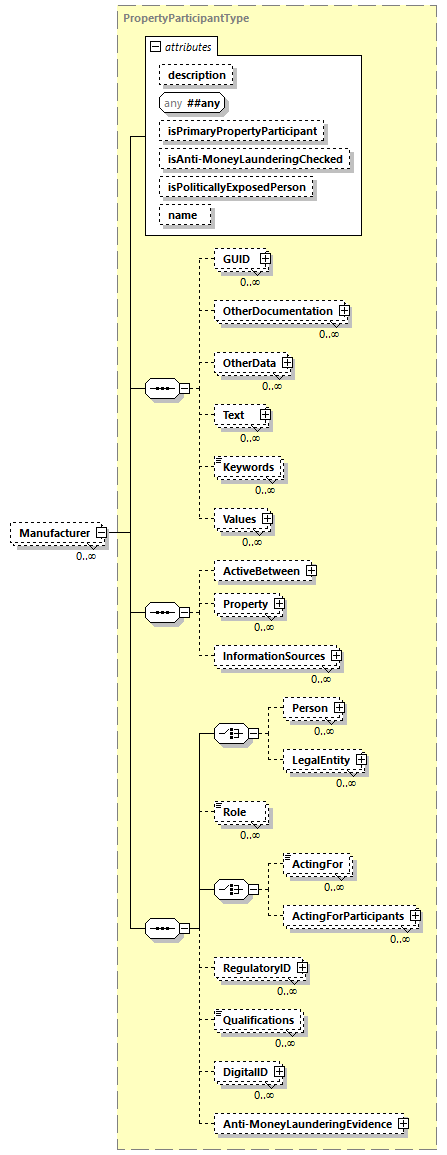 PropertyParticipantType
attributes
description
any ##any
isPrimaryPropertyParticipant
isAnti-MoneyLaunderingChecked
isPoliticallyExposedPerson
name
GUID
0..∞
OtherDocumentation
0..∞
OtherData
0..∞
Text
0..∞
Keywords
0..∞
Values
0..∞
Manufacturer
0..∞
ActiveBetween
Property
0..∞
InformationSources
0..∞
Person
0..∞
LegalEntity
0..∞
Role
0..∞
ActingFor
0..∞
ActingForParticipants
0..∞
RegulatoryID
0..∞
Qualifications
0..∞
DigitalID
0..∞
Anti-MoneyLaunderingEvidence